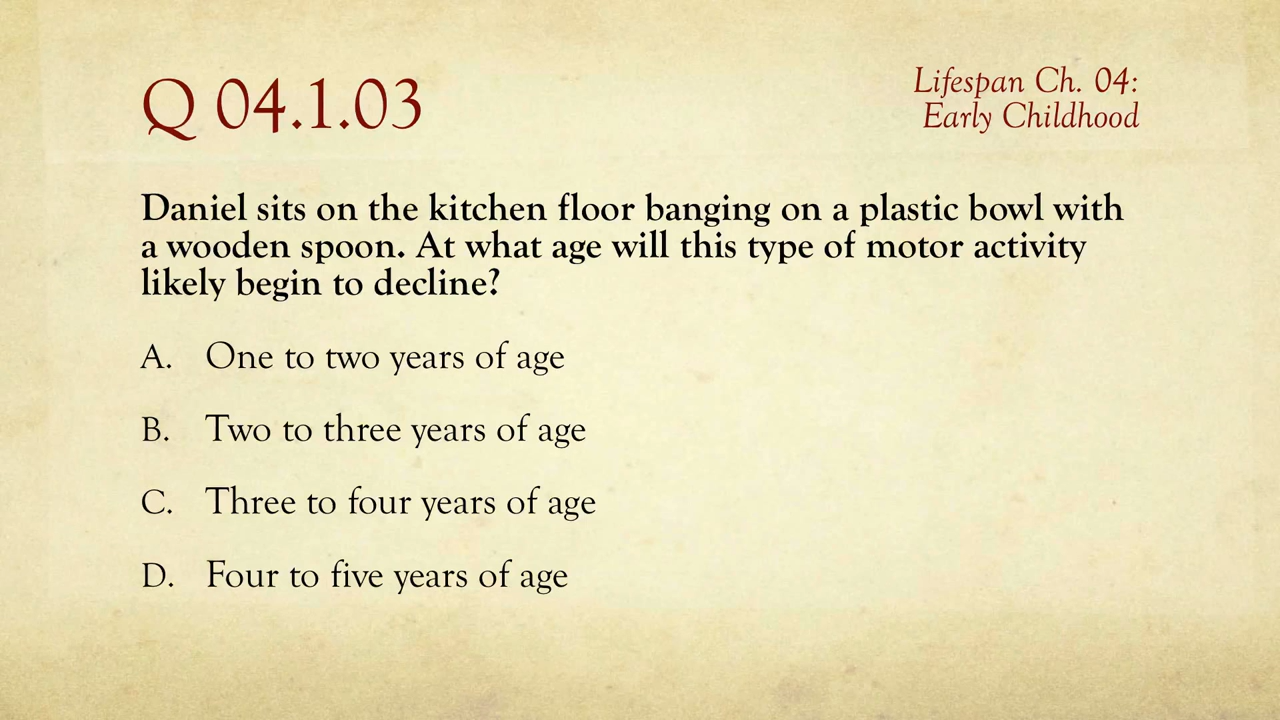 Q 04.1.03
Lifespan Ch. 04:
Early Childhood
Daniel sits on the kitchen floor banging on a plastic bowl with
a wooden spoon. At what age will this type of motor activity
likely begin to decline?
A. One to two years of age
B. Two to three years of age
C. Three to four years of age
D. Four to five years of age